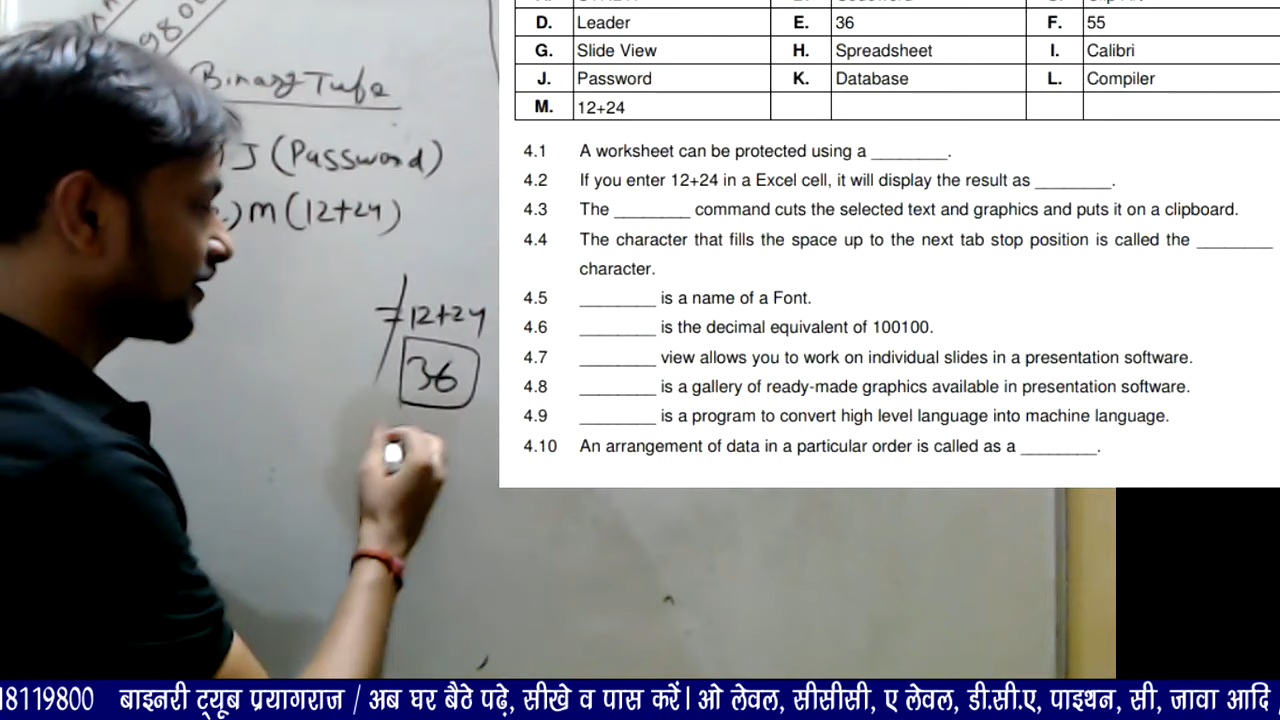 9800
Binary Tube
J (Password)
.) M (12+24)
=12+24
36
D. Leader E. 36 F. 55
G. Slide View H. Spreadsheet I. Calibri
J. Password K. Database L. Compiler
M. 12+24
4.1 A worksheet can be protected using a ________.
4.2 If you enter 12+24 in a Excel cell, it will display the result as ________.
4.3 The ________ command cuts the selected text and graphics and puts it on a clipboard.
4.4 The character that fills the space up to the next tab stop position is called the ________
character.
4.5 ________ is a name of a Font.
4.6 ________ is the decimal equivalent of 100100.
4.7 ________ view allows you to work on individual slides in a presentation software.
4.8 ________ is a gallery of ready-made graphics available in presentation software.
4.9 ________ is a program to convert high level language into machine language.
4.10 An arrangement of data in a particular order is called as a ________.
18119800 बाइनरी ट्यूब प्रयागराज / अब घर बैठे पढ़े, सीखे व पास करें। ओ लेवल, सीसीसी, ए लेवल, डी.सी.ए, पाइथन, सी, जावा आदि /